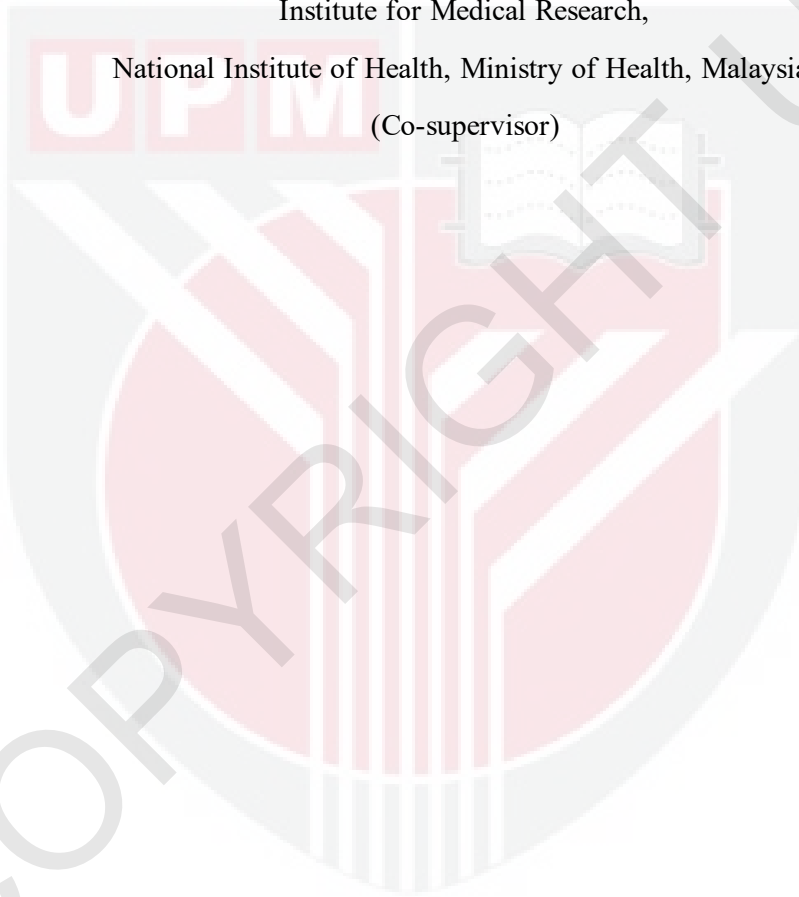 Institute for Medical Research,
National Institute of Health, Ministry of Health, Malaysia
(Co-supervisor)
UPM
COPYRIGHT U